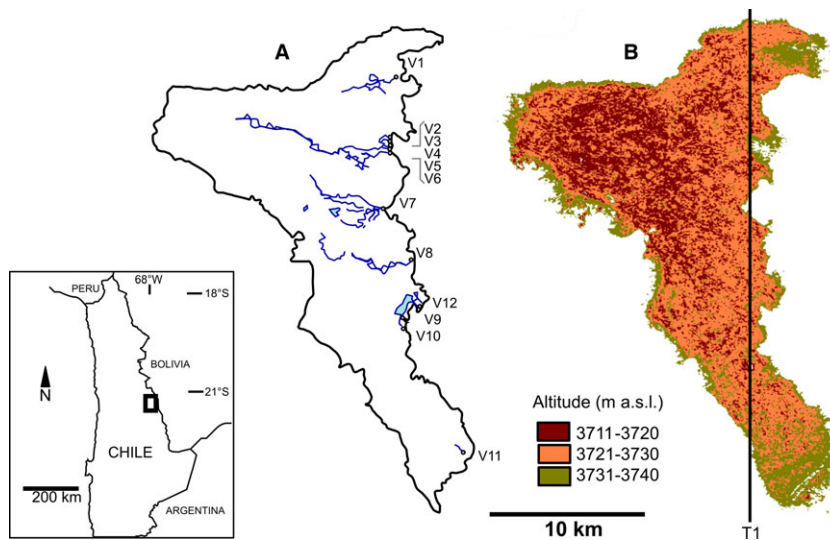 A
B
V1
V2
V3
V4
V5
V6
V7
V8
V12
V9
V10
V11
68°W
PERU
18°S
BOLIVIA
N
21°S
CHILE
200 km
ARGENTINA
Altitude (m a.s.l.)
3711-3720
3721-3730
3731-3740
10 km
T1